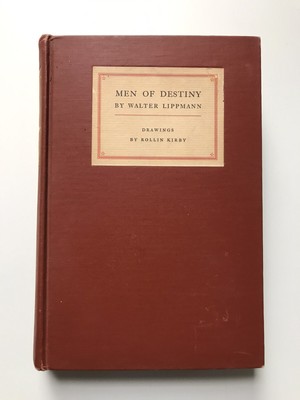 MEN OF DESTINY
BY WALTER LIPPMANN
DRAWINGS
BY ROLLIN KIRBY